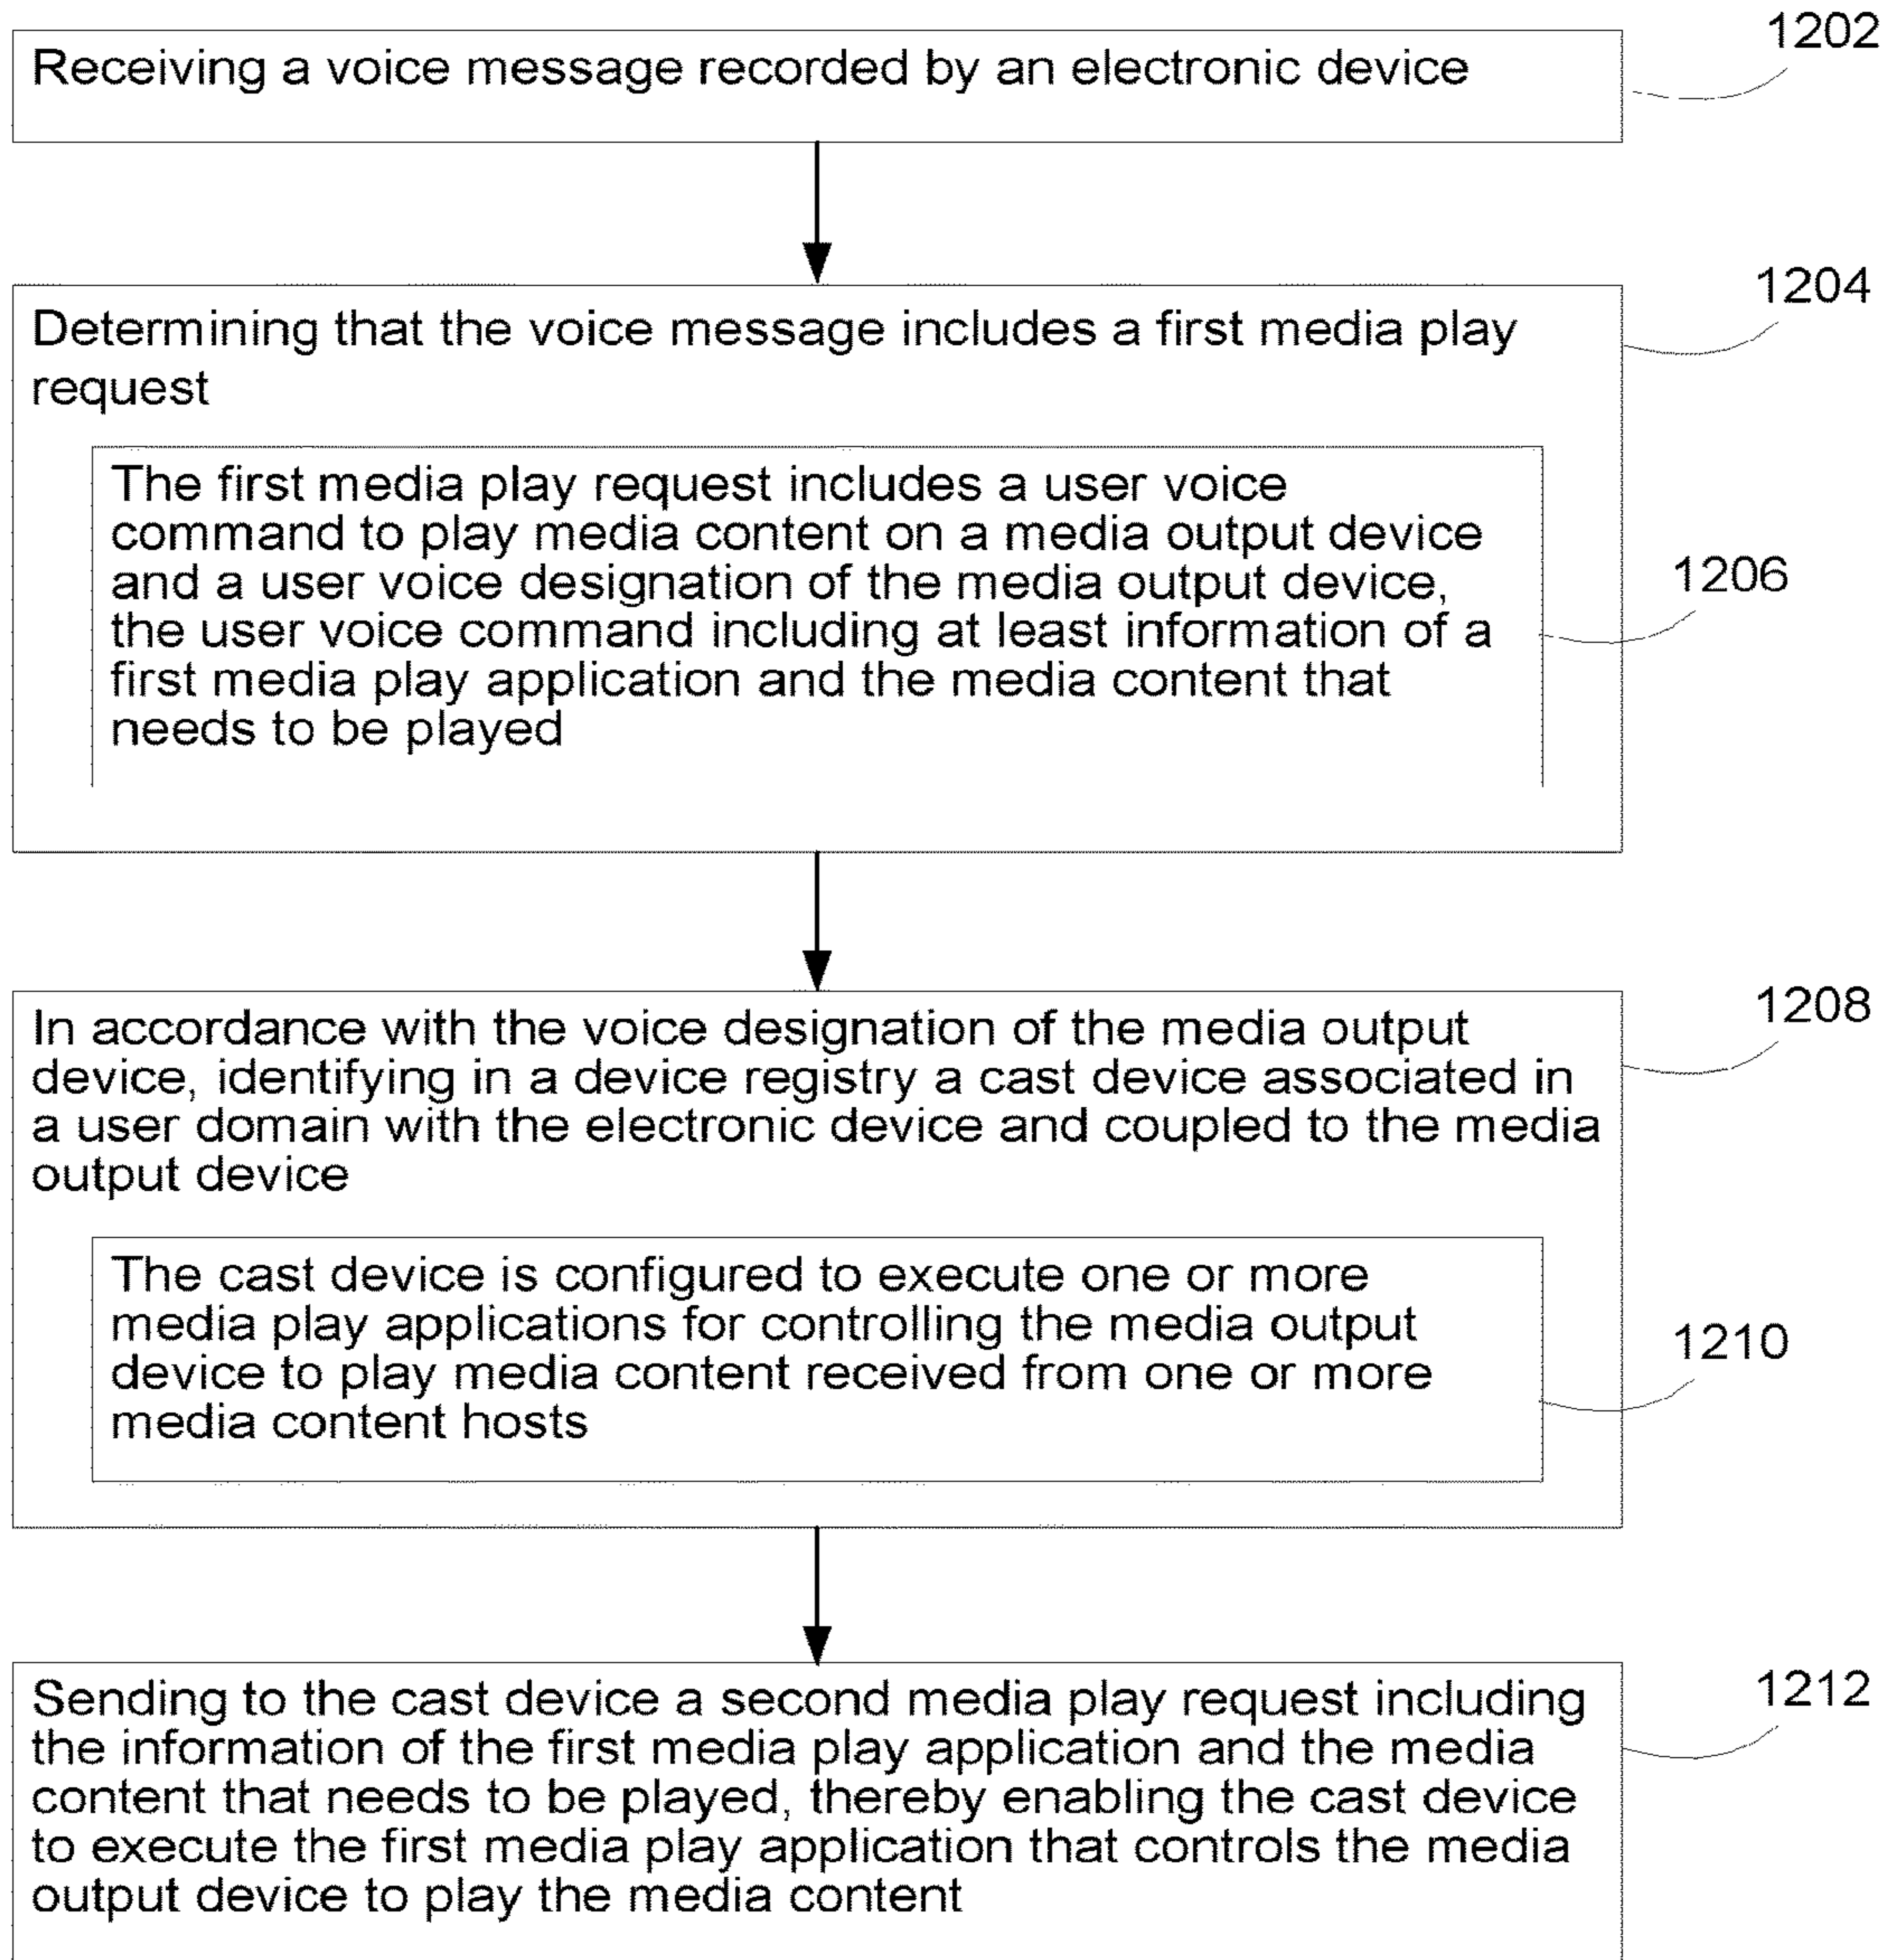 1202
Receiving a voice message recorded by an electronic device
1204
Determining that the voice message includes a first media play
request
The first media play request includes a user voice
command to play media content on a media output device
and a user voice designation of the media output device,
the user voice command including at least information of a
first media play application and the media content that
needs to be played
1206
1208
In accordance with the voice designation of the media output
device, identifying in a device registry a cast device associated in
a user domain with the electronic device and coupled to the media
output device
The cast device is configured to execute one or more
media play applications for controlling the media output
device to play media content received from one or more
media content hosts
1210
1212
Sending to the cast device a second media play request including
the information of the first media play application and the media
content that needs to be played, thereby enabling the cast device
to execute the first media play application that controls the media
output device to play the media content